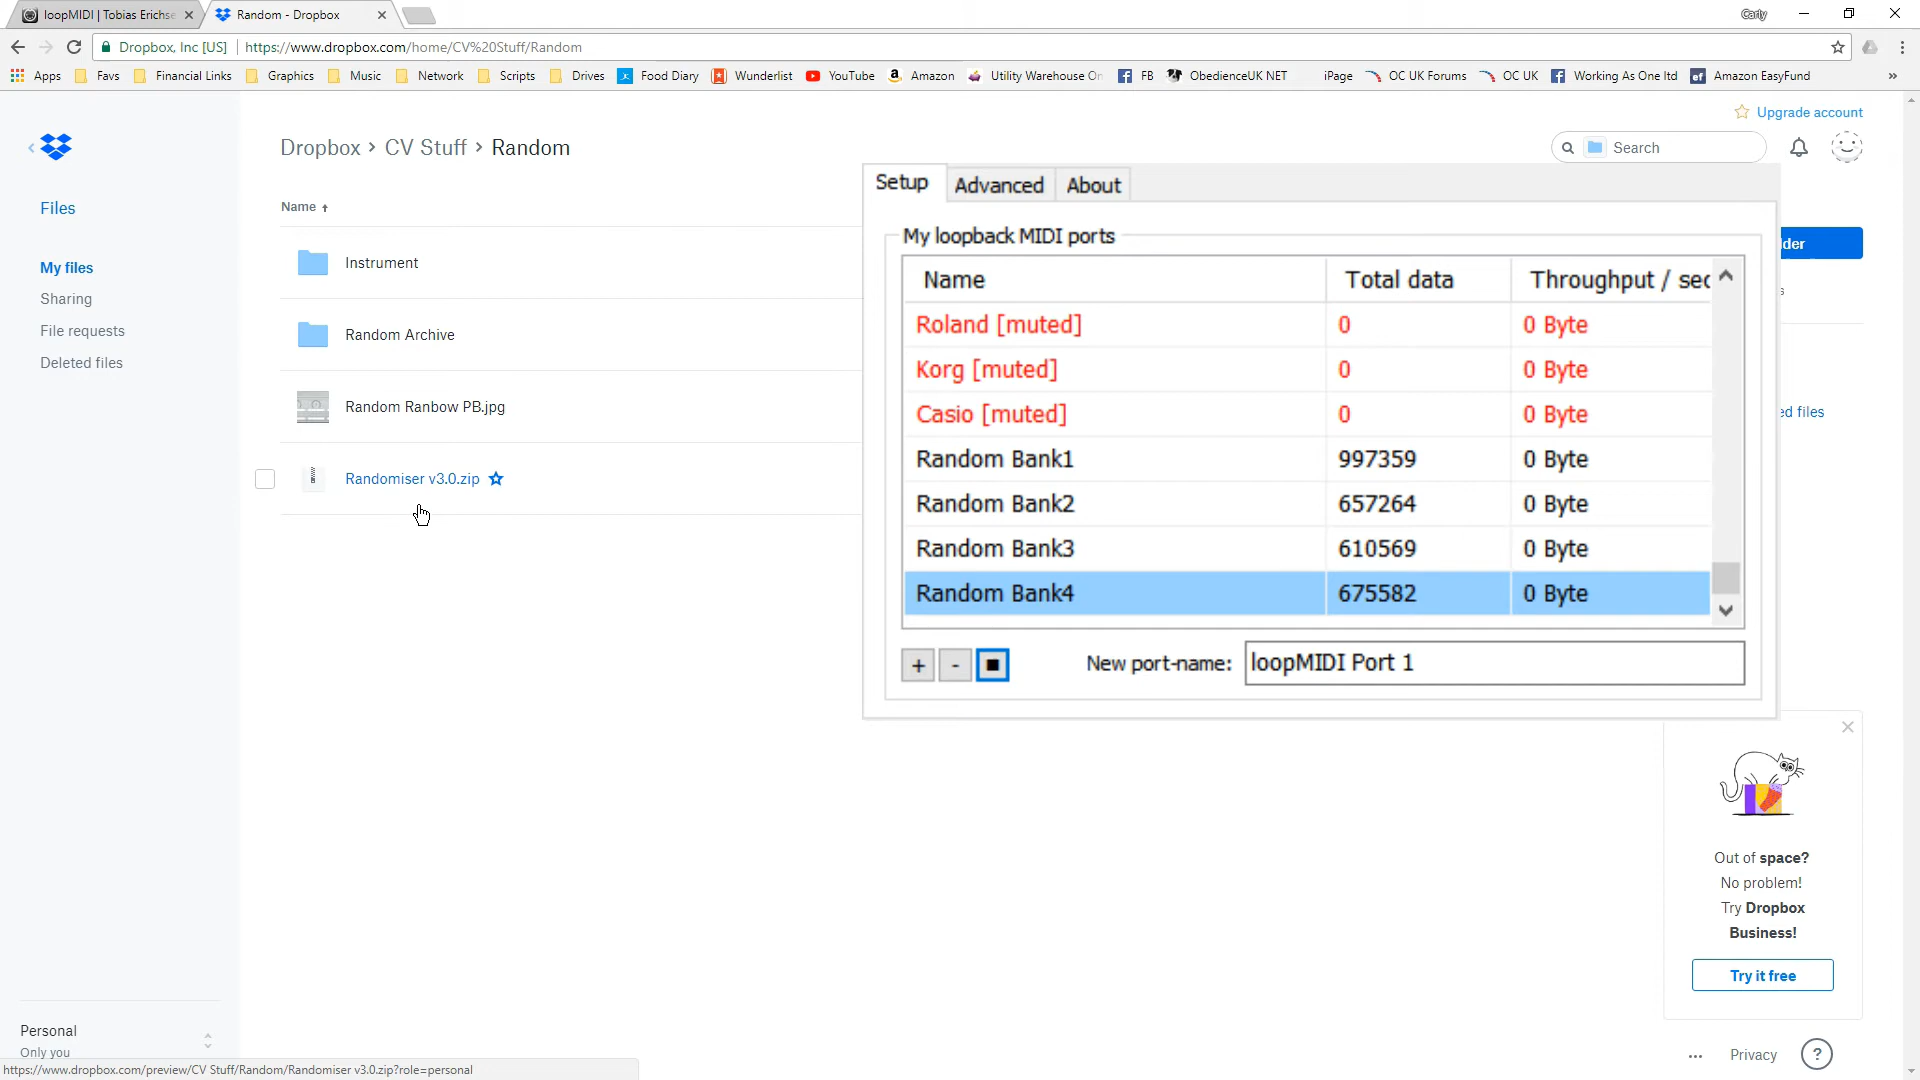 loopMIDI | Tobias Erichse
Random - Dropbox
Carly
Dropbox, Inc [US] | https://www.dropbox.com/home/CV%20Stuff/Random
Apps Favs Financial Links Graphics Music Network Scripts Drives Food Diary Wunderlist YouTube Amazon Utility Warehouse On FB ObedienceUK NET iPage OC UK Forums OC UK Working As One ltd Amazon EasyFund »
Upgrade account
Dropbox > CV Stuff > Random
Search
Files
My files
Sharing
File requests
Deleted files
Name
Instrument
Random Archive
Random Ranbow PB.jpg
Randomiser v3.0.zip
Setup Advanced About
My loopback MIDI ports
Name Total data Throughput / sec
Roland [muted] 0 0 Byte
Korg [muted] 0 0 Byte
Casio [muted] 0 0 Byte
Random Bank1 997359 0 Byte
Random Bank2 657264 0 Byte
Random Bank3 610569 0 Byte
Random Bank4 675582 0 Byte
+ - New port-name: loopMIDI Port 1
lder
s
ed files
Out of space?
No problem!
Try Dropbox
Business!
Try it free
Personal
Only you
... Privacy ?
https://www.dropbox.com/preview/CV Stuff/Random/Randomiser v3.0.zip?role=personal